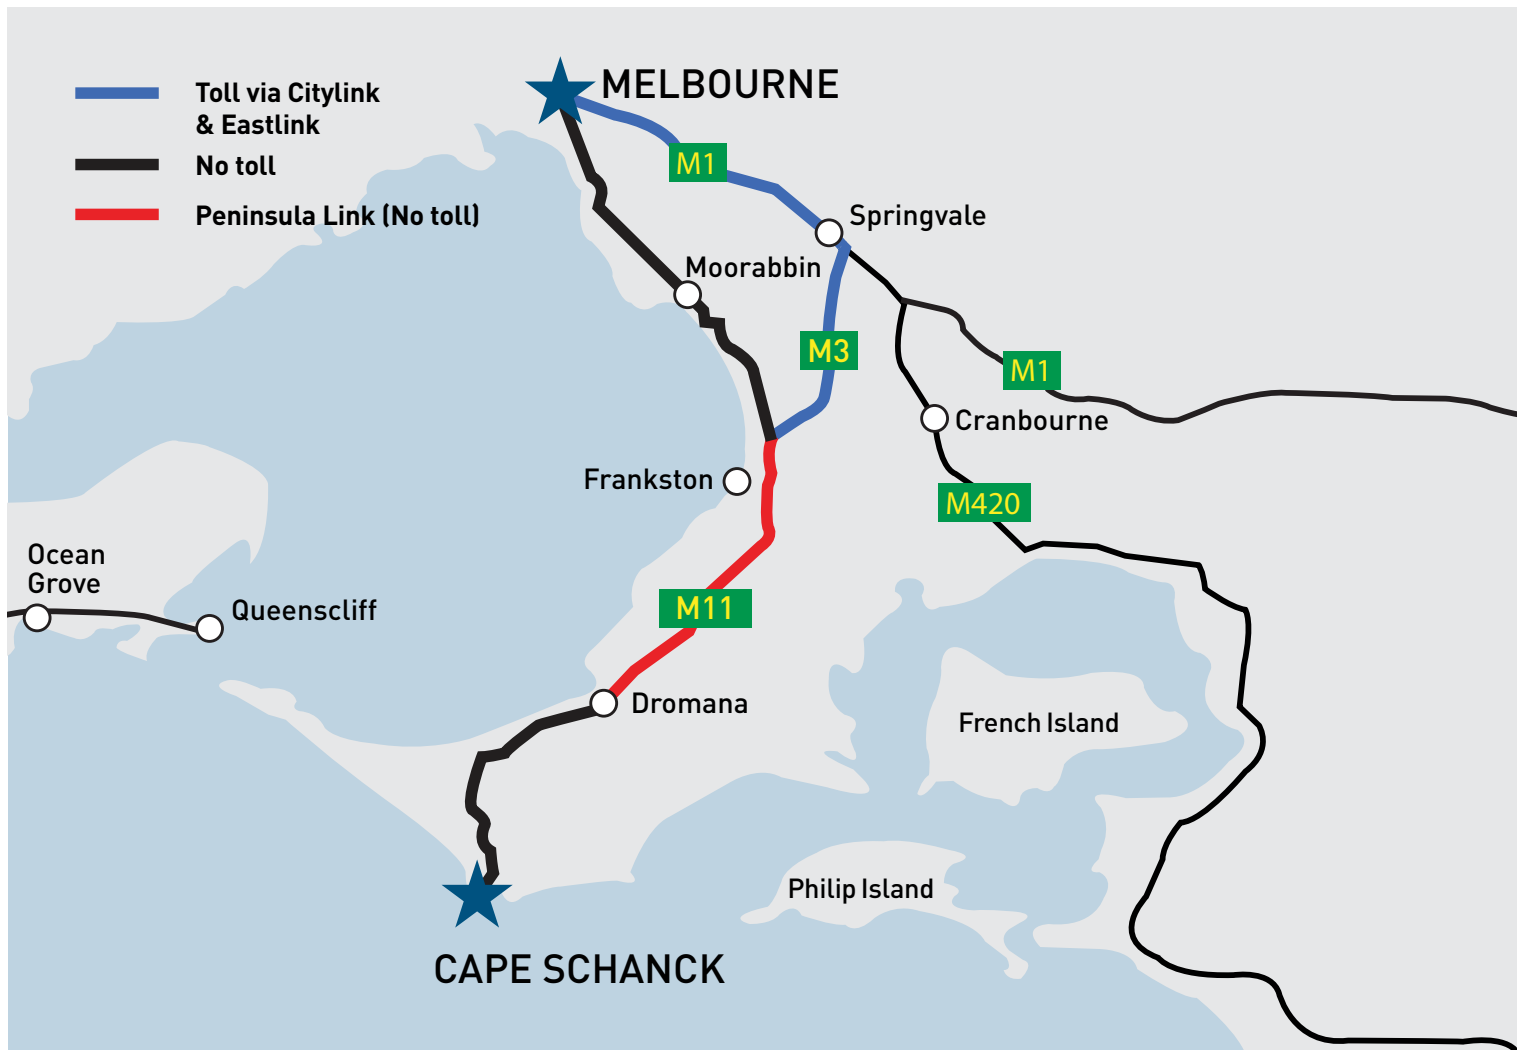 MELBOURNE
Toll via Citylink
& Eastlink
No toll
Peninsula Link (No toll)
M1
Springvale
Moorabbin
M3
M1
Cranbourne
Frankston
M420
Ocean
Grove
Queenscliff
M11
Dromana
French Island
Philip Island
CAPE SCHANCK